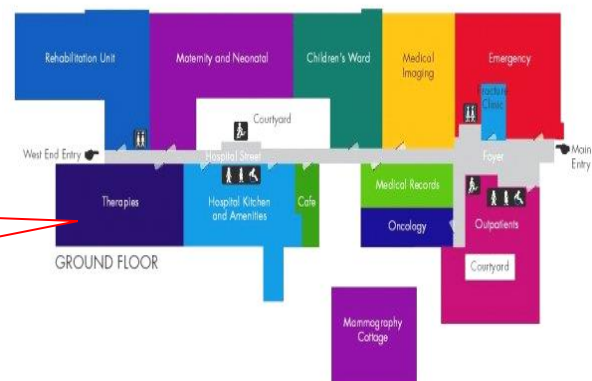 Rehabilitation Unit
Maternity and Neonatal
Children's Ward
Medical
Imaging
Emergency
Fracture
Clinic
Courtyard
West End Entry
Hospital Street
Foyer
Main
Entry
Therapies
Hospital Kitchen
and Amenities
Cafe
Medical Records
Oncology
Outpatients
GROUND FLOOR
Courtyard
Mammography
Cottage